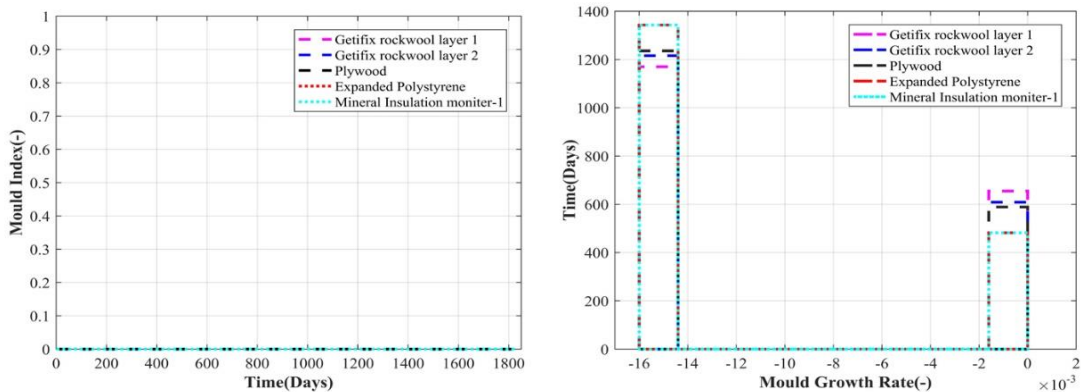 1
0.9
0.8
0.7
0.6
0.5
0.4
0.3
0.2
0.1
0
Mould Index(-)
Getifix rockwool layer 1
Getifix rockwool layer 2
Plywood
Expanded Polystyrene
Mineral Insulation moniter-1
0 200 400 600 800 1000 1200 1400 1600 1800
Time(Days)
1400
1200
1000
800
600
400
200
0
Time(Days)
Getifix rockwool layer 1
Getifix rockwool layer 2
Plywood
Expanded Polystyrene
Mineral Insulation moniter-1
-16 -14 -12 -10 -8 -6 -4 -2 0 2
Mould Growth Rate(-)
×10⁻³